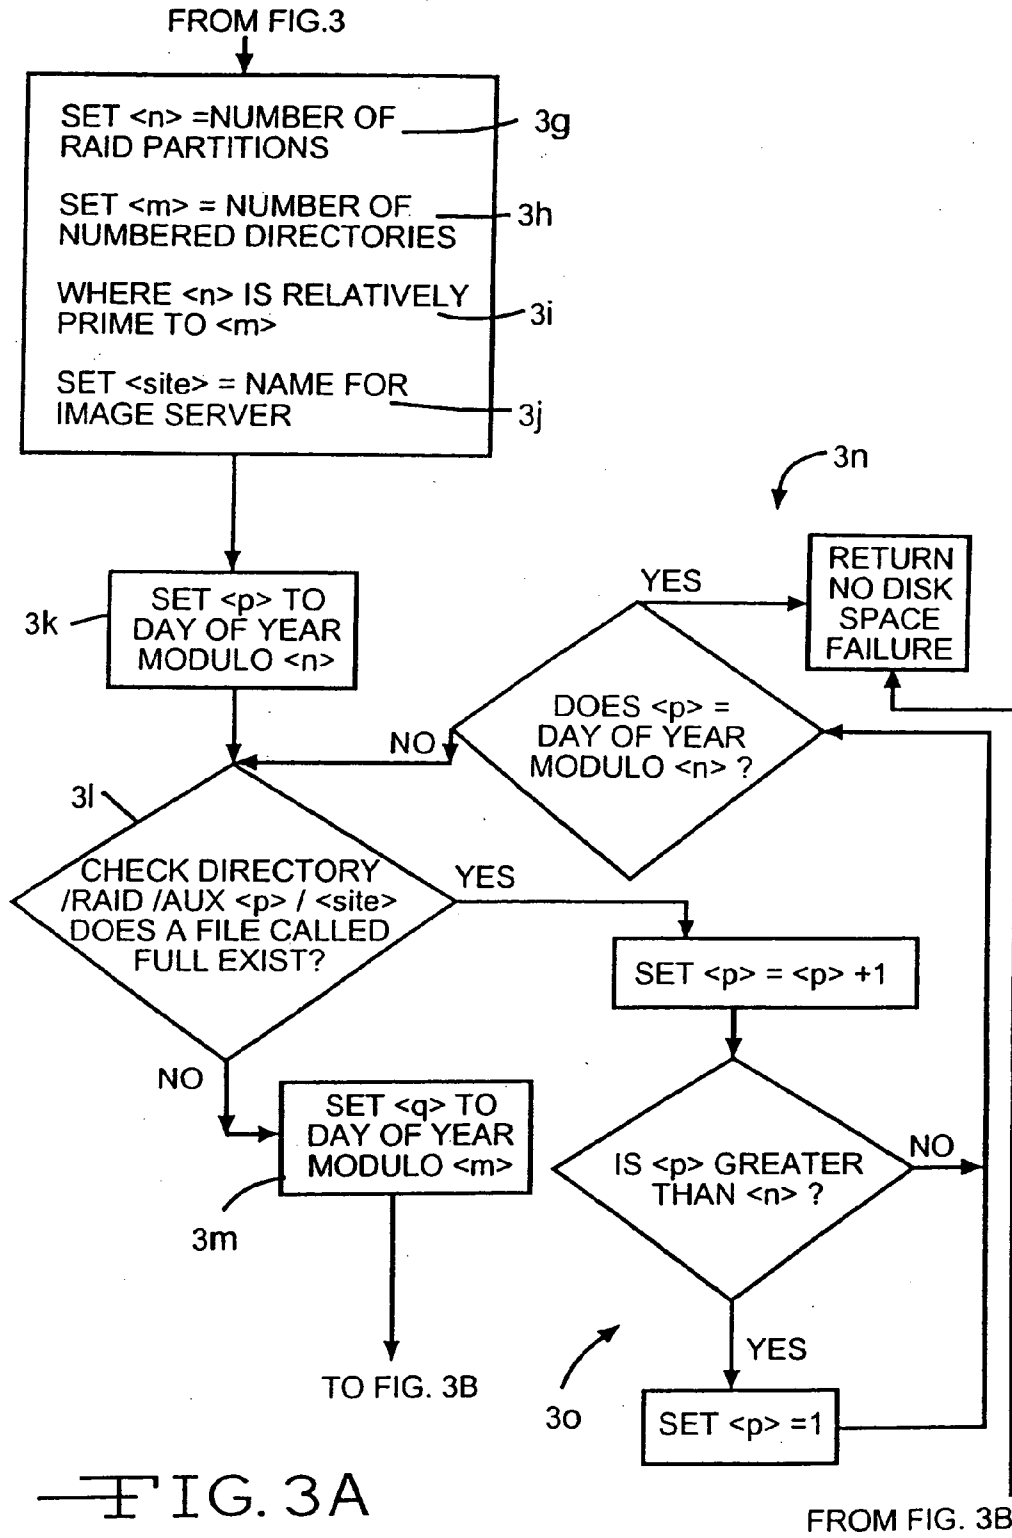 FROM FIG.3
SET <n> =NUMBER OF
RAID PARTITIONS
3g
SET <m> = NUMBER OF
NUMBERED DIRECTORIES
3h
WHERE <n> IS RELATIVELY
PRIME TO <m>
3i
SET <site> = NAME FOR
IMAGE SERVER
3j
3n
RETURN
NO DISK
SPACE
FAILURE
YES
3k
SET <p> TO
DAY OF YEAR
MODULO <n>
DOES <p> =
DAY OF YEAR
MODULO <n> ?
NO
3l
CHECK DIRECTORY
/RAID /AUX <p> / <site>
DOES A FILE CALLED
FULL EXIST?
YES
SET <p> = <p> +1
NO
SET <q> TO
DAY OF YEAR
MODULO <m>
3m
IS <p> GREATER
THAN <n> ?
NO
YES
3o
TO FIG. 3B
SET <p> =1
FIG. 3A
FROM FIG. 3B